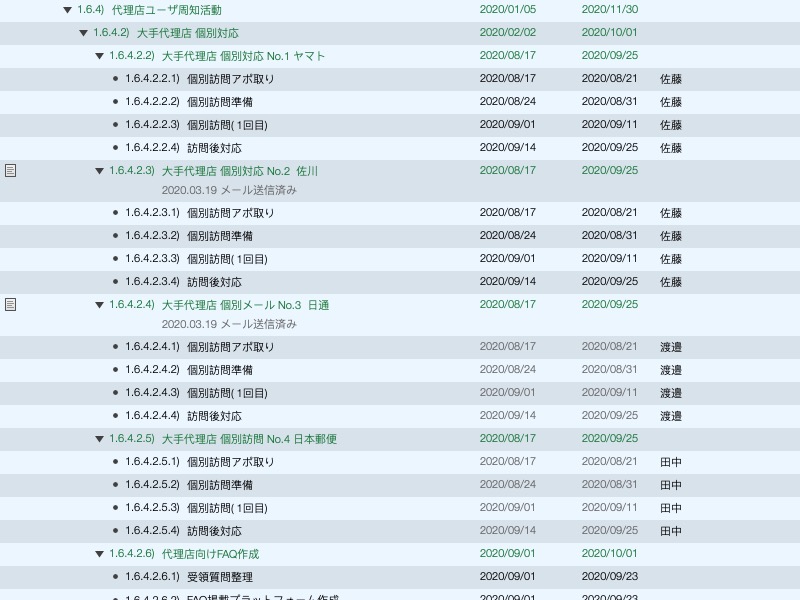 1.6.4) 代理店ユーザ周知活動 2020/01/05 2020/11/30
1.6.4.2) 大手代理店 個別対応 2020/02/02 2020/10/01
1.6.4.2.2) 大手代理店 個別対応 No.1 ヤマト 2020/08/17 2020/09/25
1.6.4.2.2.1) 個別訪問アポ取り 2020/08/17 2020/08/21 佐藤
1.6.4.2.2.2) 個別訪問準備 2020/08/24 2020/08/31 佐藤
1.6.4.2.2.3) 個別訪問( 1回目) 2020/09/01 2020/09/11 佐藤
1.6.4.2.2.4) 訪問後対応 2020/09/14 2020/09/25 佐藤
1.6.4.2.3) 大手代理店 個別対応 No.2 佐川 2020/08/17 2020/09/25
2020.03.19 メール送信済み
1.6.4.2.3.1) 個別訪問アポ取り 2020/08/17 2020/08/21 佐藤
1.6.4.2.3.2) 個別訪問準備 2020/08/24 2020/08/31 佐藤
1.6.4.2.3.3) 個別訪問( 1回目) 2020/09/01 2020/09/11 佐藤
1.6.4.2.3.4) 訪問後対応 2020/09/14 2020/09/25 佐藤
1.6.4.2.4) 大手代理店 個別メール No.3 日通 2020/08/17 2020/09/25
2020.03.19 メール送信済み
1.6.4.2.4.1) 個別訪問アポ取り 2020/08/17 2020/08/21 渡邉
1.6.4.2.4.2) 個別訪問準備 2020/08/24 2020/08/31 渡邉
1.6.4.2.4.3) 個別訪問( 1回目) 2020/09/01 2020/09/11 渡邉
1.6.4.2.4.4) 訪問後対応 2020/09/14 2020/09/25 渡邉
1.6.4.2.5) 大手代理店 個別訪問 No.4 日本郵便 2020/08/17 2020/09/25
1.6.4.2.5.1) 個別訪問アポ取り 2020/08/17 2020/08/21 田中
1.6.4.2.5.2) 個別訪問準備 2020/08/24 2020/08/31 田中
1.6.4.2.5.3) 個別訪問( 1回目) 2020/09/01 2020/09/11 田中
1.6.4.2.5.4) 訪問後対応 2020/09/14 2020/09/25 田中
1.6.4.2.6) 代理店向けFAQ作成 2020/09/01 2020/10/01
1.6.4.2.6.1) 受領質問整理 2020/09/01 2020/09/23
1.6.4.2.6.2) FAQ掲載プラットフォーム作成 2020/09/01 2020/09/23